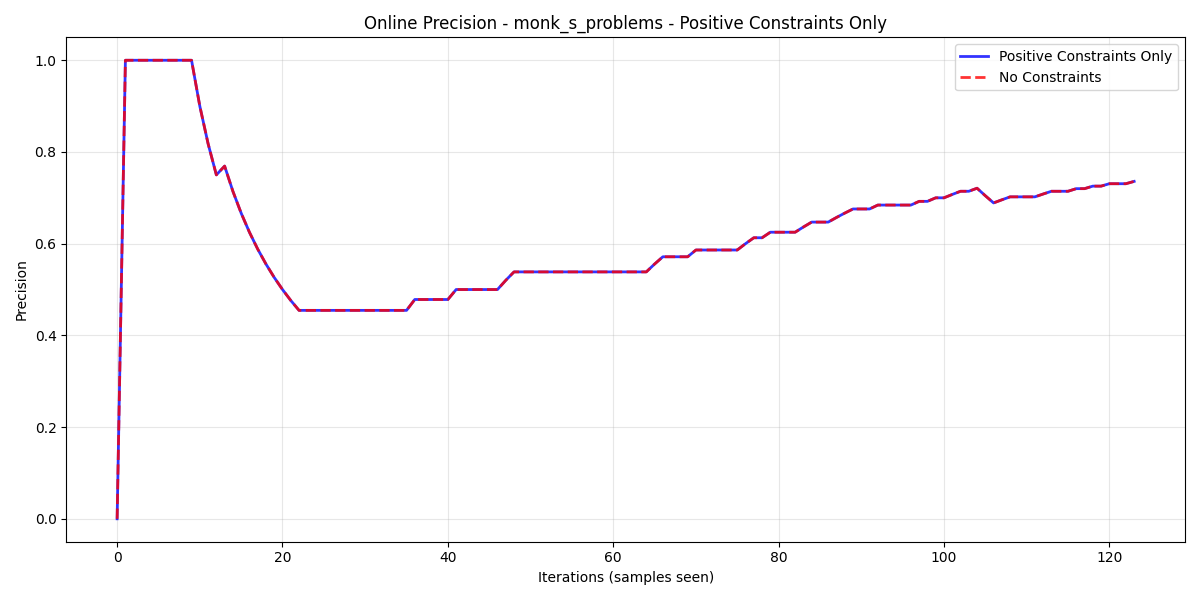 Online Precision - monk_s_problems - Positive Constraints Only
Positive Constraints Only
No Constraints
1.0
0.8
0.6
0.4
0.2
0.0
Precision
0 20 40 60 80 100 120
Iterations (samples seen)